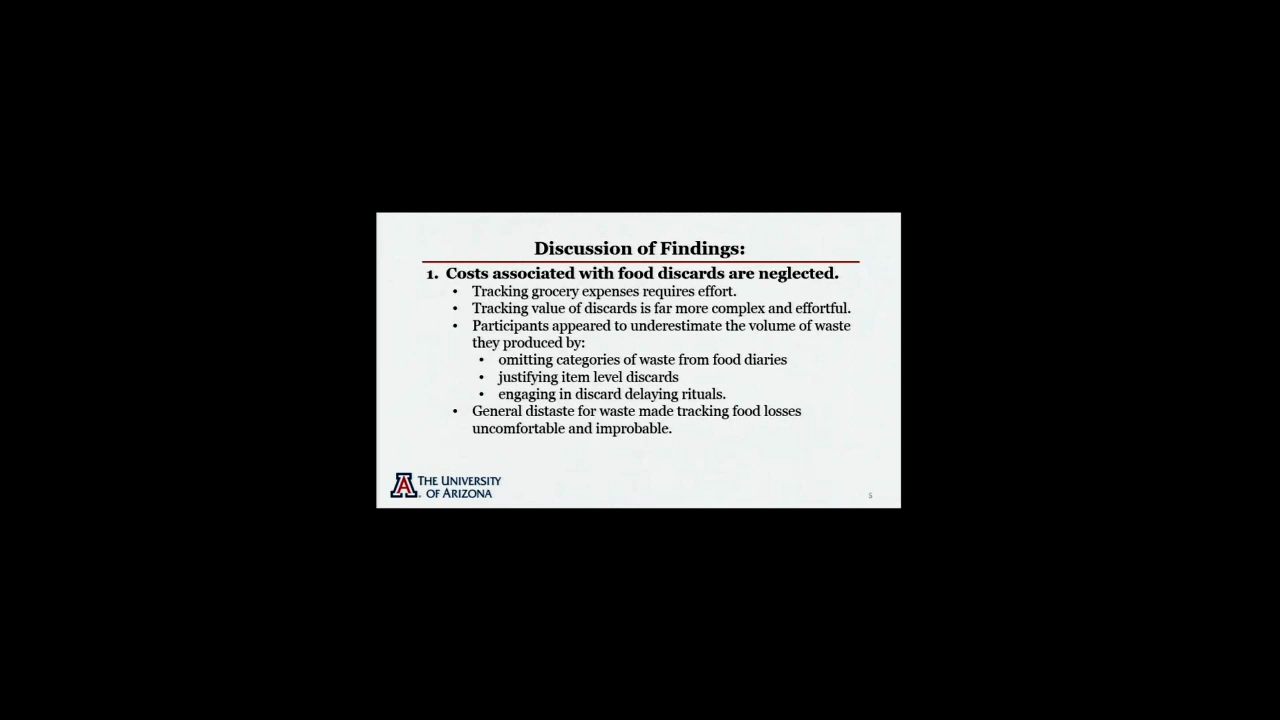 Discussion of Findings:
1. Costs associated with food discards are neglected.
• Tracking grocery expenses requires effort.
• Tracking value of discards is far more complex and effortful.
• Participants appeared to underestimate the volume of waste
they produced by:
• omitting categories of waste from food diaries
• justifying item level discards
• engaging in discard delaying rituals.
• General distaste for waste made tracking food losses
uncomfortable and improbable.
A
THE UNIVERSITY
OF ARIZONA
5